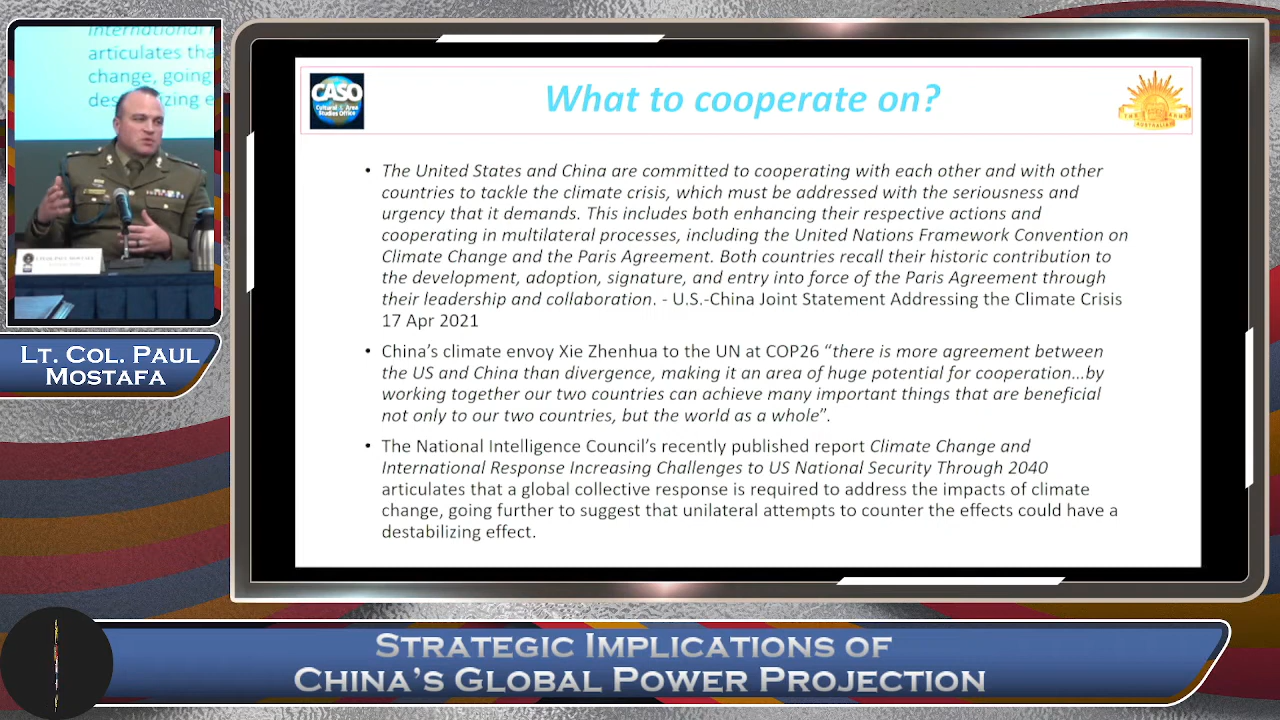 International
articulates tha
change, going
destabilizing e
LT. COL. PAUL
MOSTAFA
CASO
Cultural & Area
Studies Office
What to cooperate on?
AUSTRALIA
• The United States and China are committed to cooperating with each other and with other
countries to tackle the climate crisis, which must be addressed with the seriousness and
urgency that it demands. This includes both enhancing their respective actions and
cooperating in multilateral processes, including the United Nations Framework Convention on
Climate Change and the Paris Agreement. Both countries recall their historic contribution to
the development, adoption, signature, and entry into force of the Paris Agreement through
their leadership and collaboration. - U.S.-China Joint Statement Addressing the Climate Crisis
17 Apr 2021
• China’s climate envoy Xie Zhenhua to the UN at COP26 “there is more agreement between
the US and China than divergence, making it an area of huge potential for cooperation...by
working together our two countries can achieve many important things that are beneficial
not only to our two countries, but the world as a whole”.
• The National Intelligence Council’s recently published report Climate Change and
International Response Increasing Challenges to US National Security Through 2040
articulates that a global collective response is required to address the impacts of climate
change, going further to suggest that unilateral attempts to counter the effects could have a
destabilizing effect.
STRATEGIC IMPLICATIONS OF
CHINA’S GLOBAL POWER PROJECTION